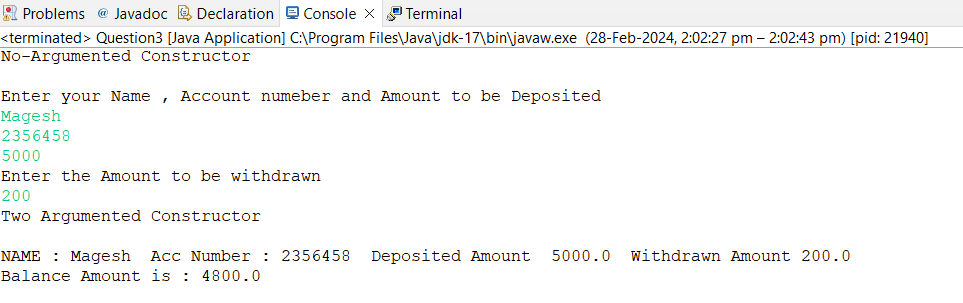 Problems @ Javadoc Declaration Console × Terminal
<terminated> Question3 [Java Application] C:\Program Files\Java\jdk-17\bin\javaw.exe (28-Feb-2024, 2:02:27 pm – 2:02:43 pm) [pid: 21940]
No-Argumented Constructor
Enter your Name , Account numeber and Amount to be Deposited
Magesh
2356458
5000
Enter the Amount to be withdrawn
200
Two Argumented Constructor
NAME : Magesh  Acc Number : 2356458  Deposited Amount  5000.0  Withdrawn Amount 200.0
Balance Amount is : 4800.0